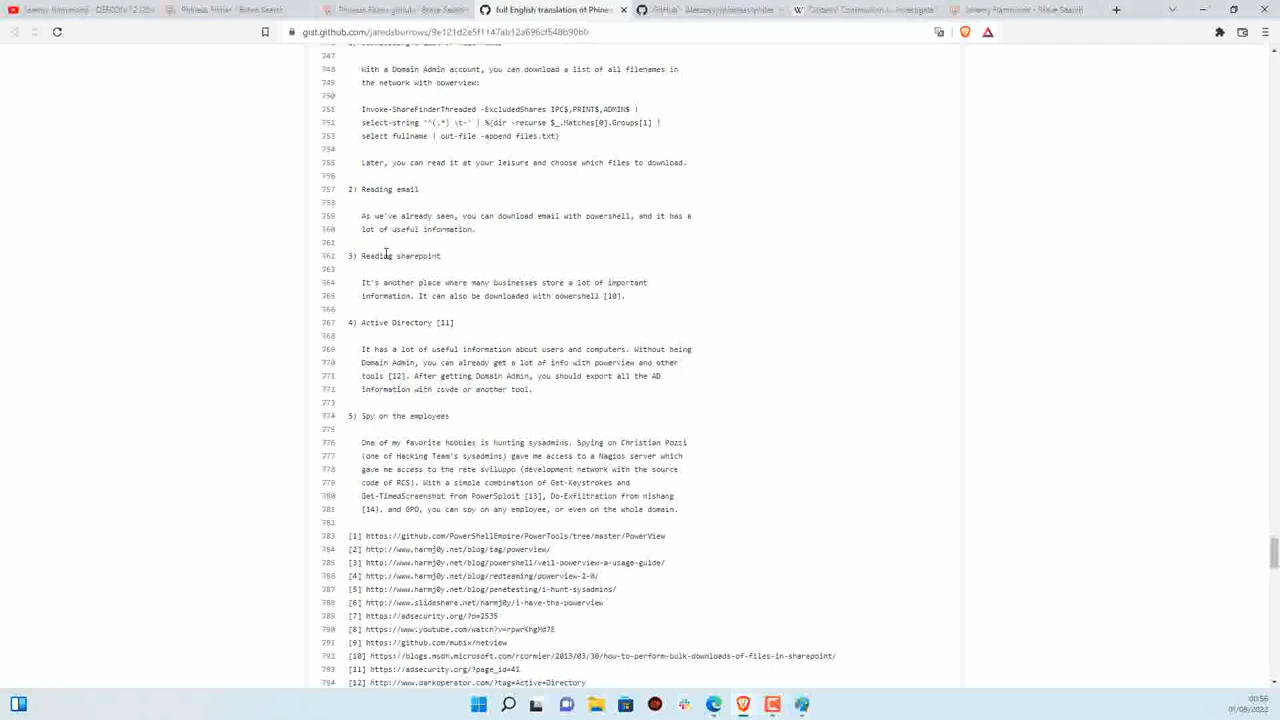 full English translation of Phine
gist.github.com/jaredsburrows/9e121d2e5f1147ab12a696cf548b90b0
747
748 With a Domain Admin account, you can download a list of all filenames in
749 the network with powerview:
750
751 Invoke-ShareFinderThreaded -ExcludedShares IPC$,PRINT$,ADMIN$ |
752 select-string '^(.*) \t-' | %{dir -recurse $_.Matches[0].Groups[1] |
753 select fullname | out-file -append files.txt}
754
755 Later, you can read it at your leisure and choose which files to download.
756
757 2) Reading email
758
759 As we've already seen, you can download email with powershell, and it has a
760 lot of useful information.
761
762 3) Reading sharepoint
763
764 It's another place where many businesses store a lot of important
765 information. It can also be downloaded with powershell [10].
766
767 4) Active Directory [11]
768
769 It has a lot of useful information about users and computers. Without being
770 Domain Admin, you can already get a lot of info with powerview and other
771 tools [12]. After getting Domain Admin, you should export all the AD
772 information with csvde or another tool.
773
774 5) Spy on the employees
775
776 One of my favorite hobbies is hunting sysadmins. Spying on Christian Pozzi
777 (one of Hacking Team's sysadmins) gave me access to a Nagios server which
778 gave me access to the rete sviluppo (development network with the source
779 code of RCS). With a simple combination of Get-Keystrokes and
780 Get-TimedScreenshot from PowerSploit [13], Do-Exfiltration from nishang
781 [14], and GPO, you can spy on any employee, or even on the whole domain.
782
783 [1] https://github.com/PowerShellEmpire/PowerTools/tree/master/PowerView
784 [2] http://www.harmj0y.net/blog/tag/powerview/
785 [3] http://www.harmj0y.net/blog/powershell/veil-powerview-a-usage-guide/
786 [4] http://www.harmj0y.net/blog/redteaming/powerview-2-0/
787 [5] http://www.harmj0y.net/blog/penetesting/i-hunt-sysadmins/
788 [6] http://www.slideshare.net/harmj0y/i-have-the-powerview
789 [7] https://adsecurity.org/?p=2535
790 [8] https://www.youtube.com/watch?v=rpwrKhgMd7E
791 [9] https://github.com/mubix/netview
792 [10] https://blogs.msdn.microsoft.com/rcormier/2013/03/30/how-to-perform-bulk-downloads-of-files-in-sharepoint/
793 [11] https://adsecurity.org/?page_id=41
794 [12] http://www.darkoperator.com/?tag=Active+Directory
00:56
01/08/2022